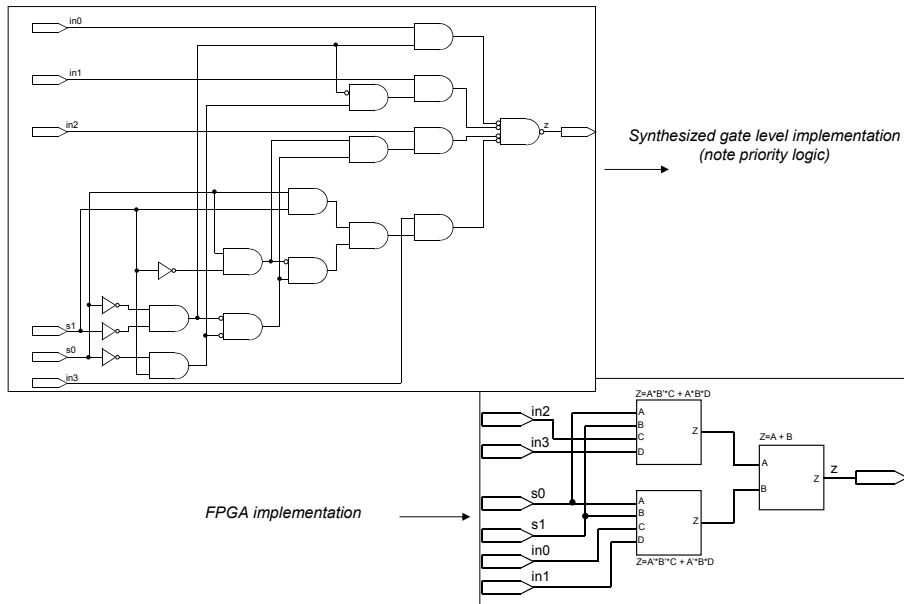 in0
in1
in2
z
Synthesized gate level implementation
(note priority logic)
s1
s0
in3
Z=A*B'*C + A*B*D
in2
A
B
C
D
Z
in3
Z=A + B
A
B
Z
z
FPGA implementation
s0
s1
in0
in1
A
B
C
D
Z
Z=A'*B'*C + A'*B*D